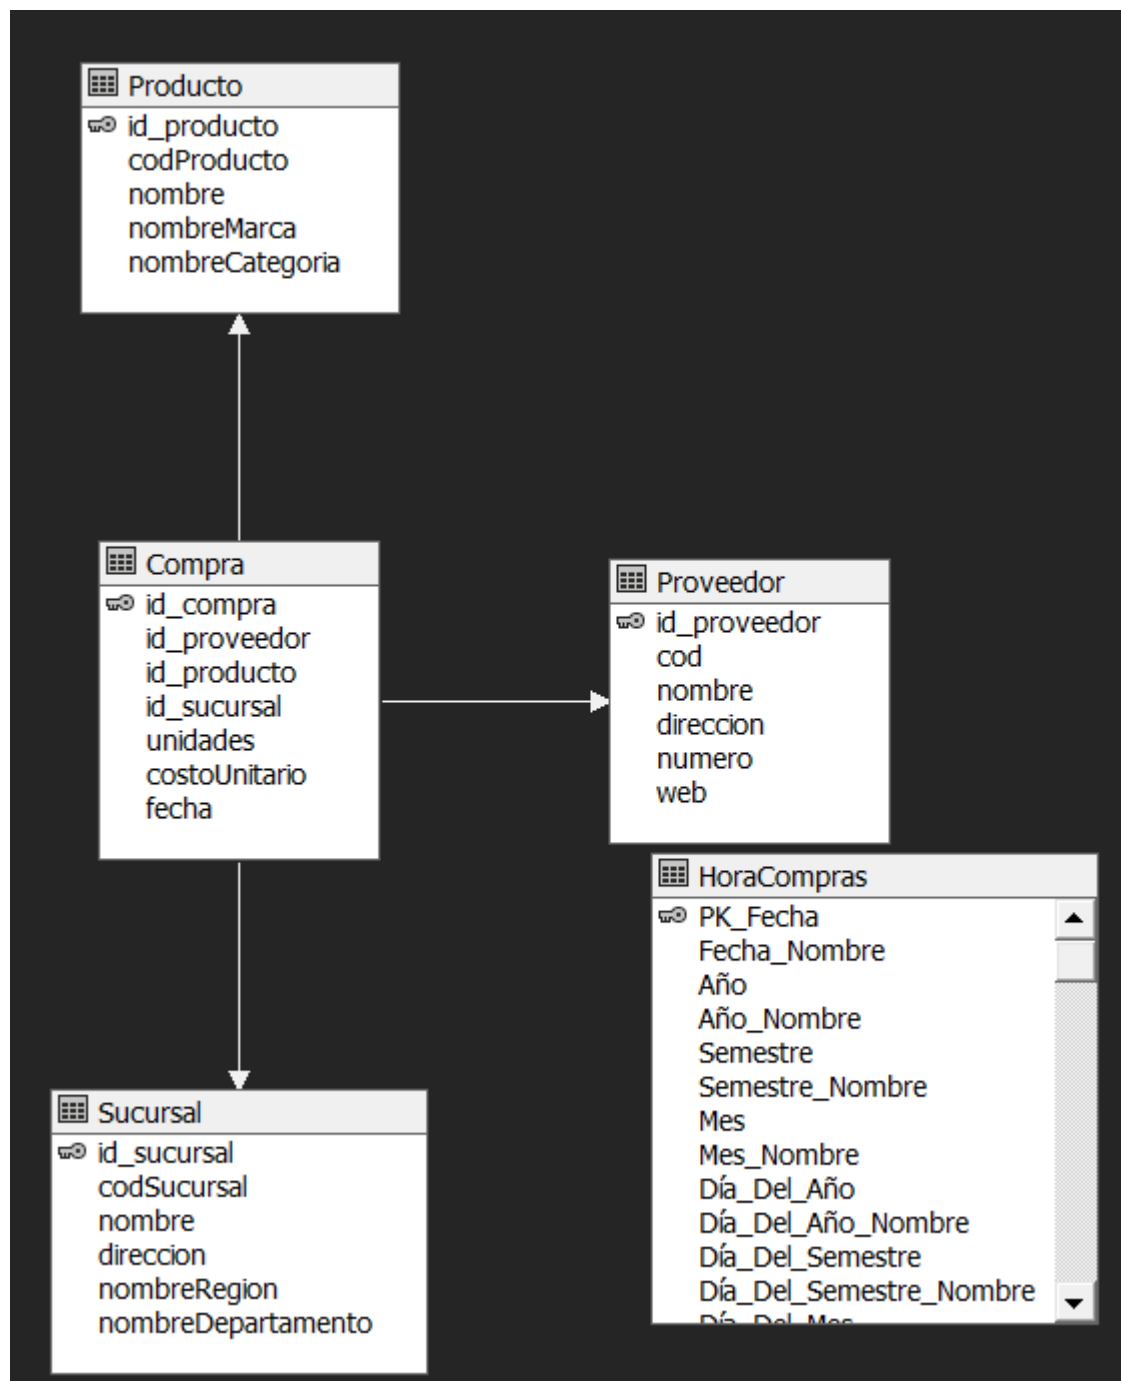 Producto
id_producto
codProducto
nombre
nombreMarca
nombreCategoria
Compra
id_compra
id_proveedor
id_producto
id_sucursal
unidades
costoUnitario
fecha
Proveedor
id_proveedor
cod
nombre
direccion
numero
web
HoraCompras
PK_Fecha
Fecha_Nombre
Año
Año_Nombre
Semestre
Semestre_Nombre
Mes
Mes_Nombre
Día_Del_Año
Día_Del_Año_Nombre
Día_Del_Semestre
Día_Del_Semestre_Nombre
Día_Del_Mes
Sucursal
id_sucursal
codSucursal
nombre
direccion
nombreRegion
nombreDepartamento